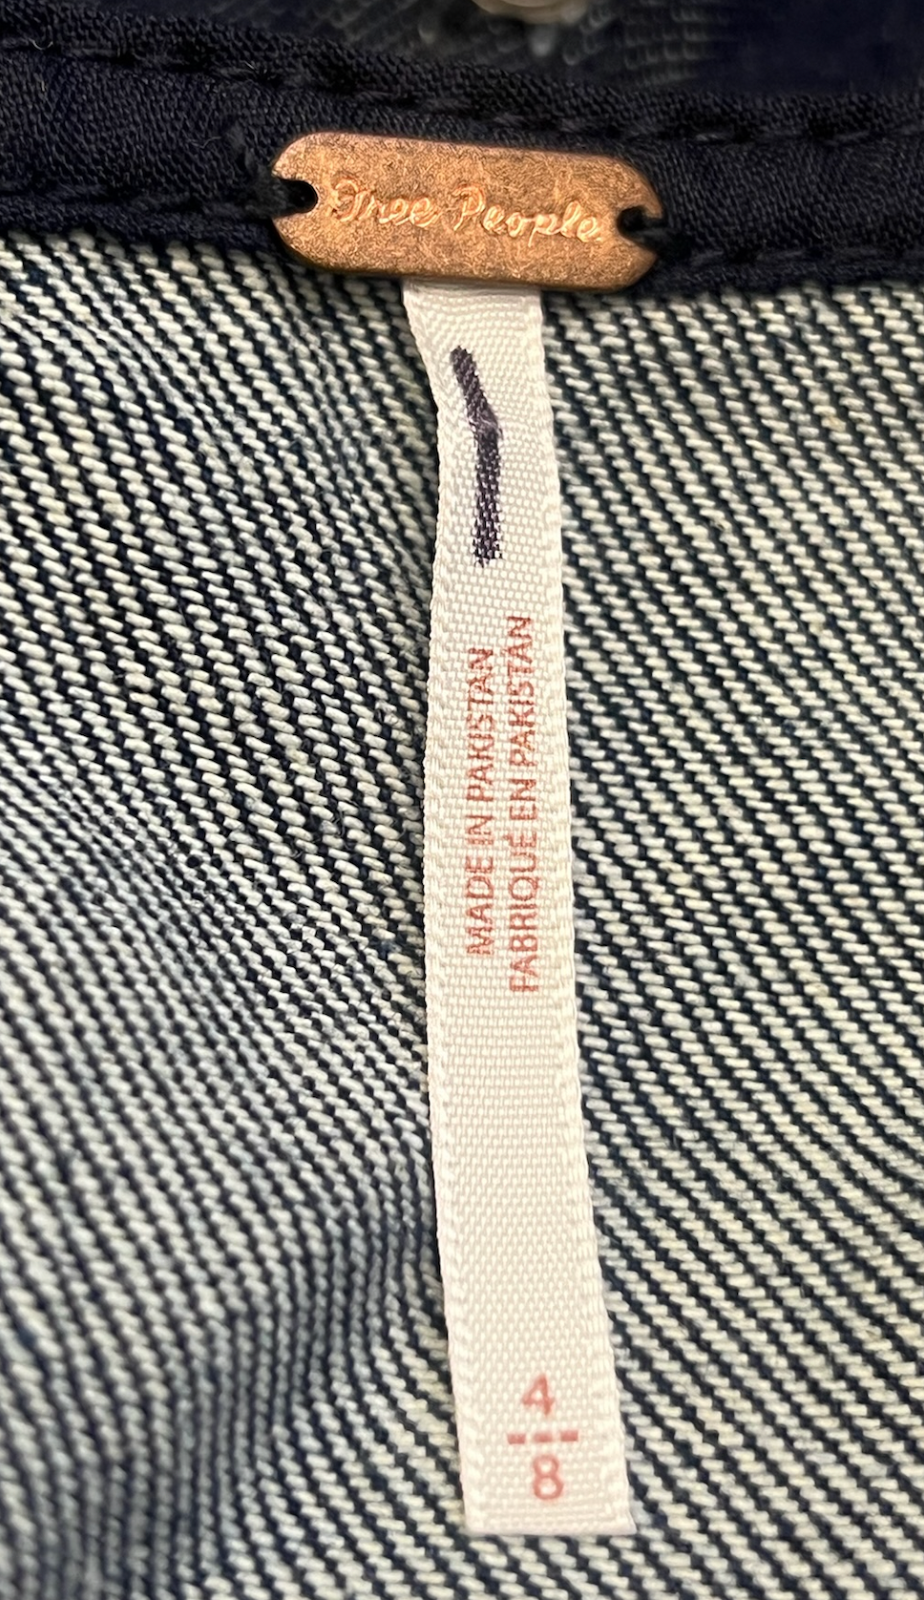 Free People
MADE IN PAKISTAN
FABRIQUÉ EN PAKISTAN
4
8